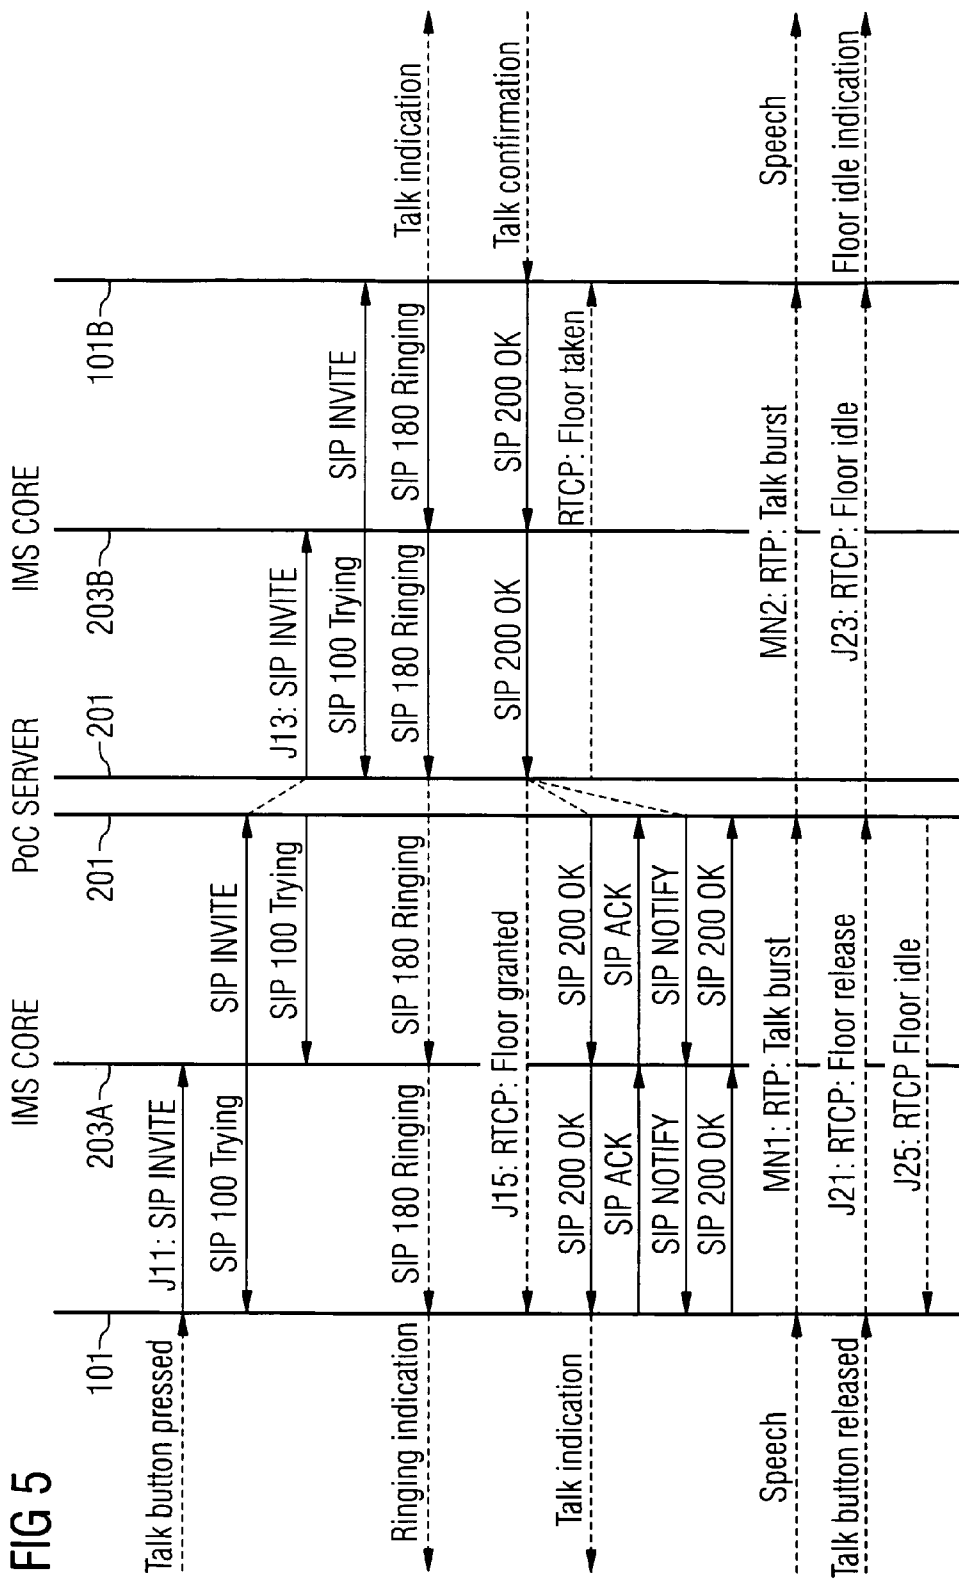 FIG 5
IMS CORE
PoC SERVER
IMS CORE
101
203A
201
201
203B
101B
Talk button pressed
J11: SIP INVITE
SIP 100 Trying
SIP INVITE
SIP 100 Trying
J13: SIP INVITE
SIP 100 Trying
SIP INVITE
Ringing indication
SIP 180 Ringing
SIP 180 Ringing
SIP 180 Ringing
SIP 180 Ringing
Talk indication
J15: RTCP: Floor granted
SIP 200 OK
SIP 200 OK
Talk confirmation
Talk indication
SIP 200 OK
SIP 200 OK
RTCP: Floor taken
SIP ACK
SIP ACK
SIP NOTIFY
SIP NOTIFY
SIP 200 OK
SIP 200 OK
Speech
MN1: RTP: Talk burst
MN2: RTP: Talk burst
Speech
Talk button released
J21: RTCP: Floor release
J23: RTCP: Floor idle
Floor idle indication
J25: RTCP Floor idle